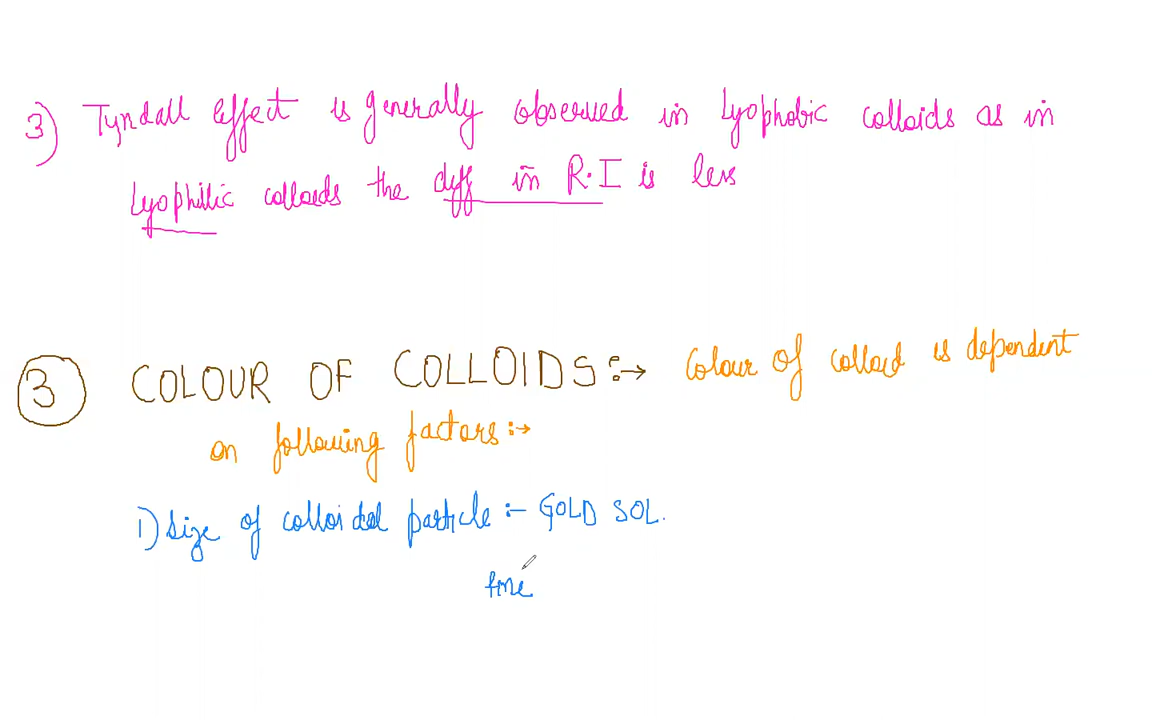 3) Tyndall effect is generally observed in lyophobic colloids as in
lyophilic colloids the diff in R.I is less
3 COLOUR OF COLLOIDS :→ Colour of colloid is dependent
on following factors :→
1) Size of colloidal particle :- GOLD SOL.
fine